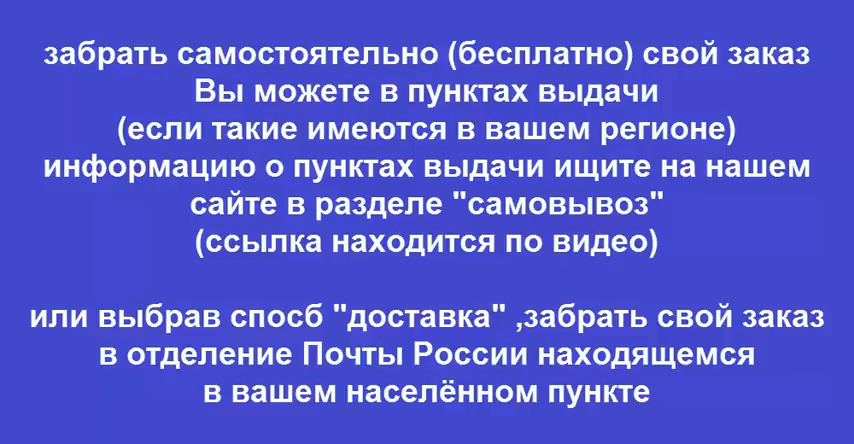 забрать самостоятельно (бесплатно) свой заказ
Вы можете в пунктах выдачи
(если такие имеются в вашем регионе)
информацию о пунктах выдачи ищите на нашем
сайте в разделе "самовывоз"
(ссылка находится по видео)
или выбрав спосб "доставка" ,забрать свой заказ
в отделение Почты России находящемся
в вашем населённом пункте